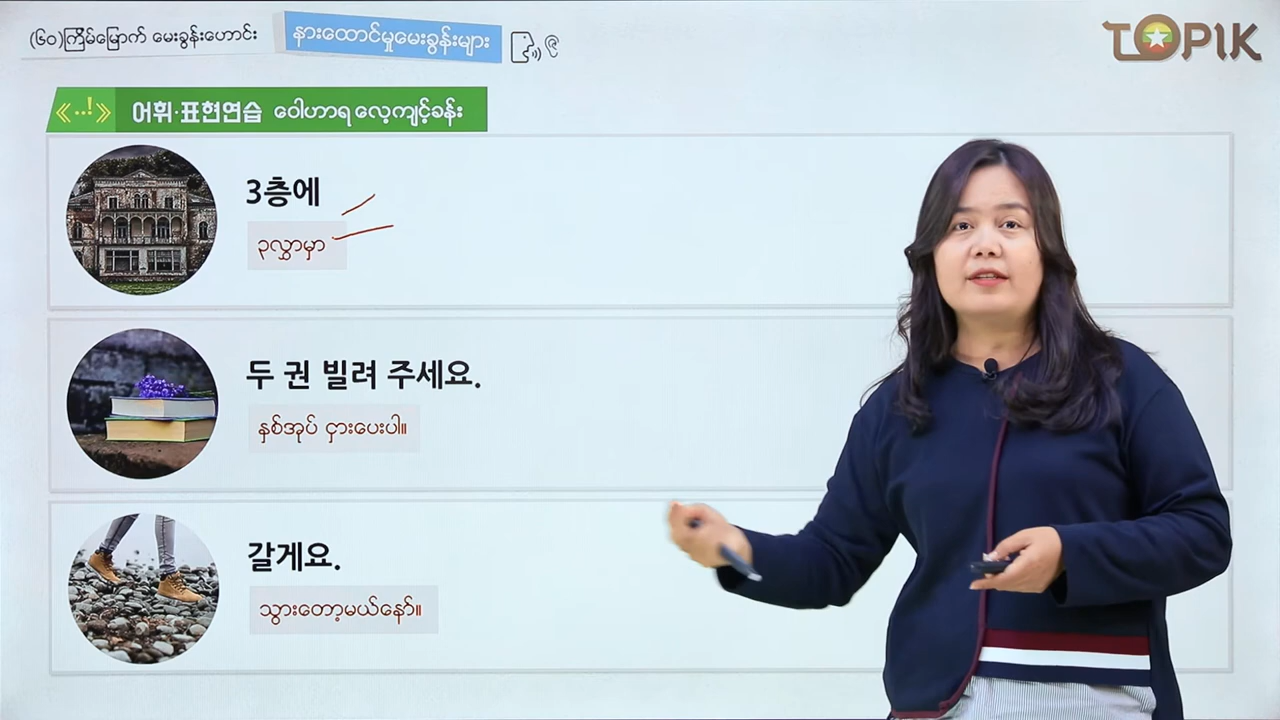 (၆၀)ကြိမ်မြောက် မေးခွန်းဟောင်း
နားထောင်မှုမေးခွန်းများ
TOPIK
어휘·표현연습 ဝေါဟာရ လေ့ကျင့်ခန်း
3층에
၃လွှာမှာ
두 권 빌려 주세요.
နှစ်အုပ် ငှားပေးပါ။
갈게요.
သွားတော့မယ်နော်။